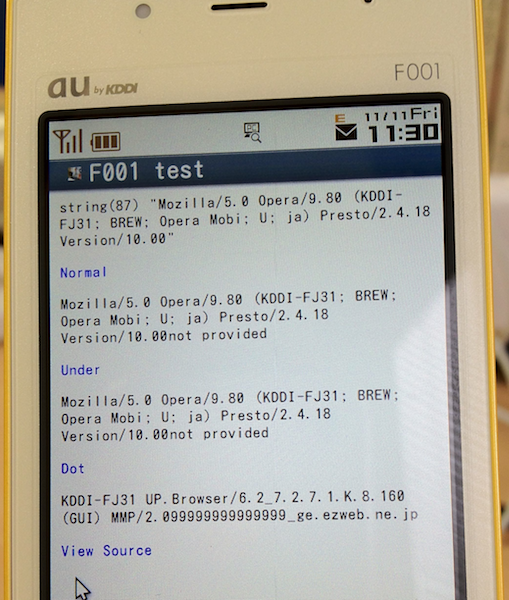 au by KDDI
F001
E 11/11 Fri
11:30
F001 test
string(87) "Mozilla/5.0 Opera/9.80 (KDDI-
FJ31; BREW; Opera Mobi; U; ja) Presto/2.4.18
Version/10.00"
Normal
Mozilla/5.0 Opera/9.80 (KDDI-FJ31; BREW;
Opera Mobi; U; ja) Presto/2.4.18
Version/10.00not provided
Under
Mozilla/5.0 Opera/9.80 (KDDI-FJ31; BREW;
Opera Mobi; U; ja) Presto/2.4.18
Version/10.00not provided
Dot
KDDI-FJ31 UP.Browser/6.2_7.2.7.1.K.8.160
(GUI) MMP/2.099999999999999_ge.ezweb.ne.jp
View Source